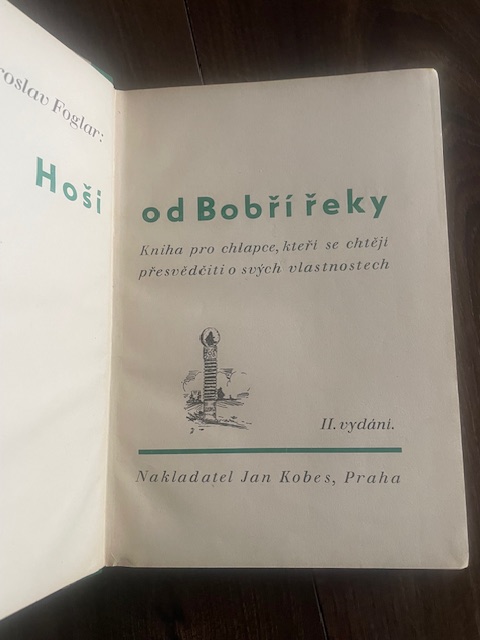 roslav Foglar:
Hoši od Bobří řeky
Kniha pro chlapce, kteří se chtějí
přesvědčiti o svých vlastnostech
II. vydání.
Nakladatel Jan Kobes, Praha